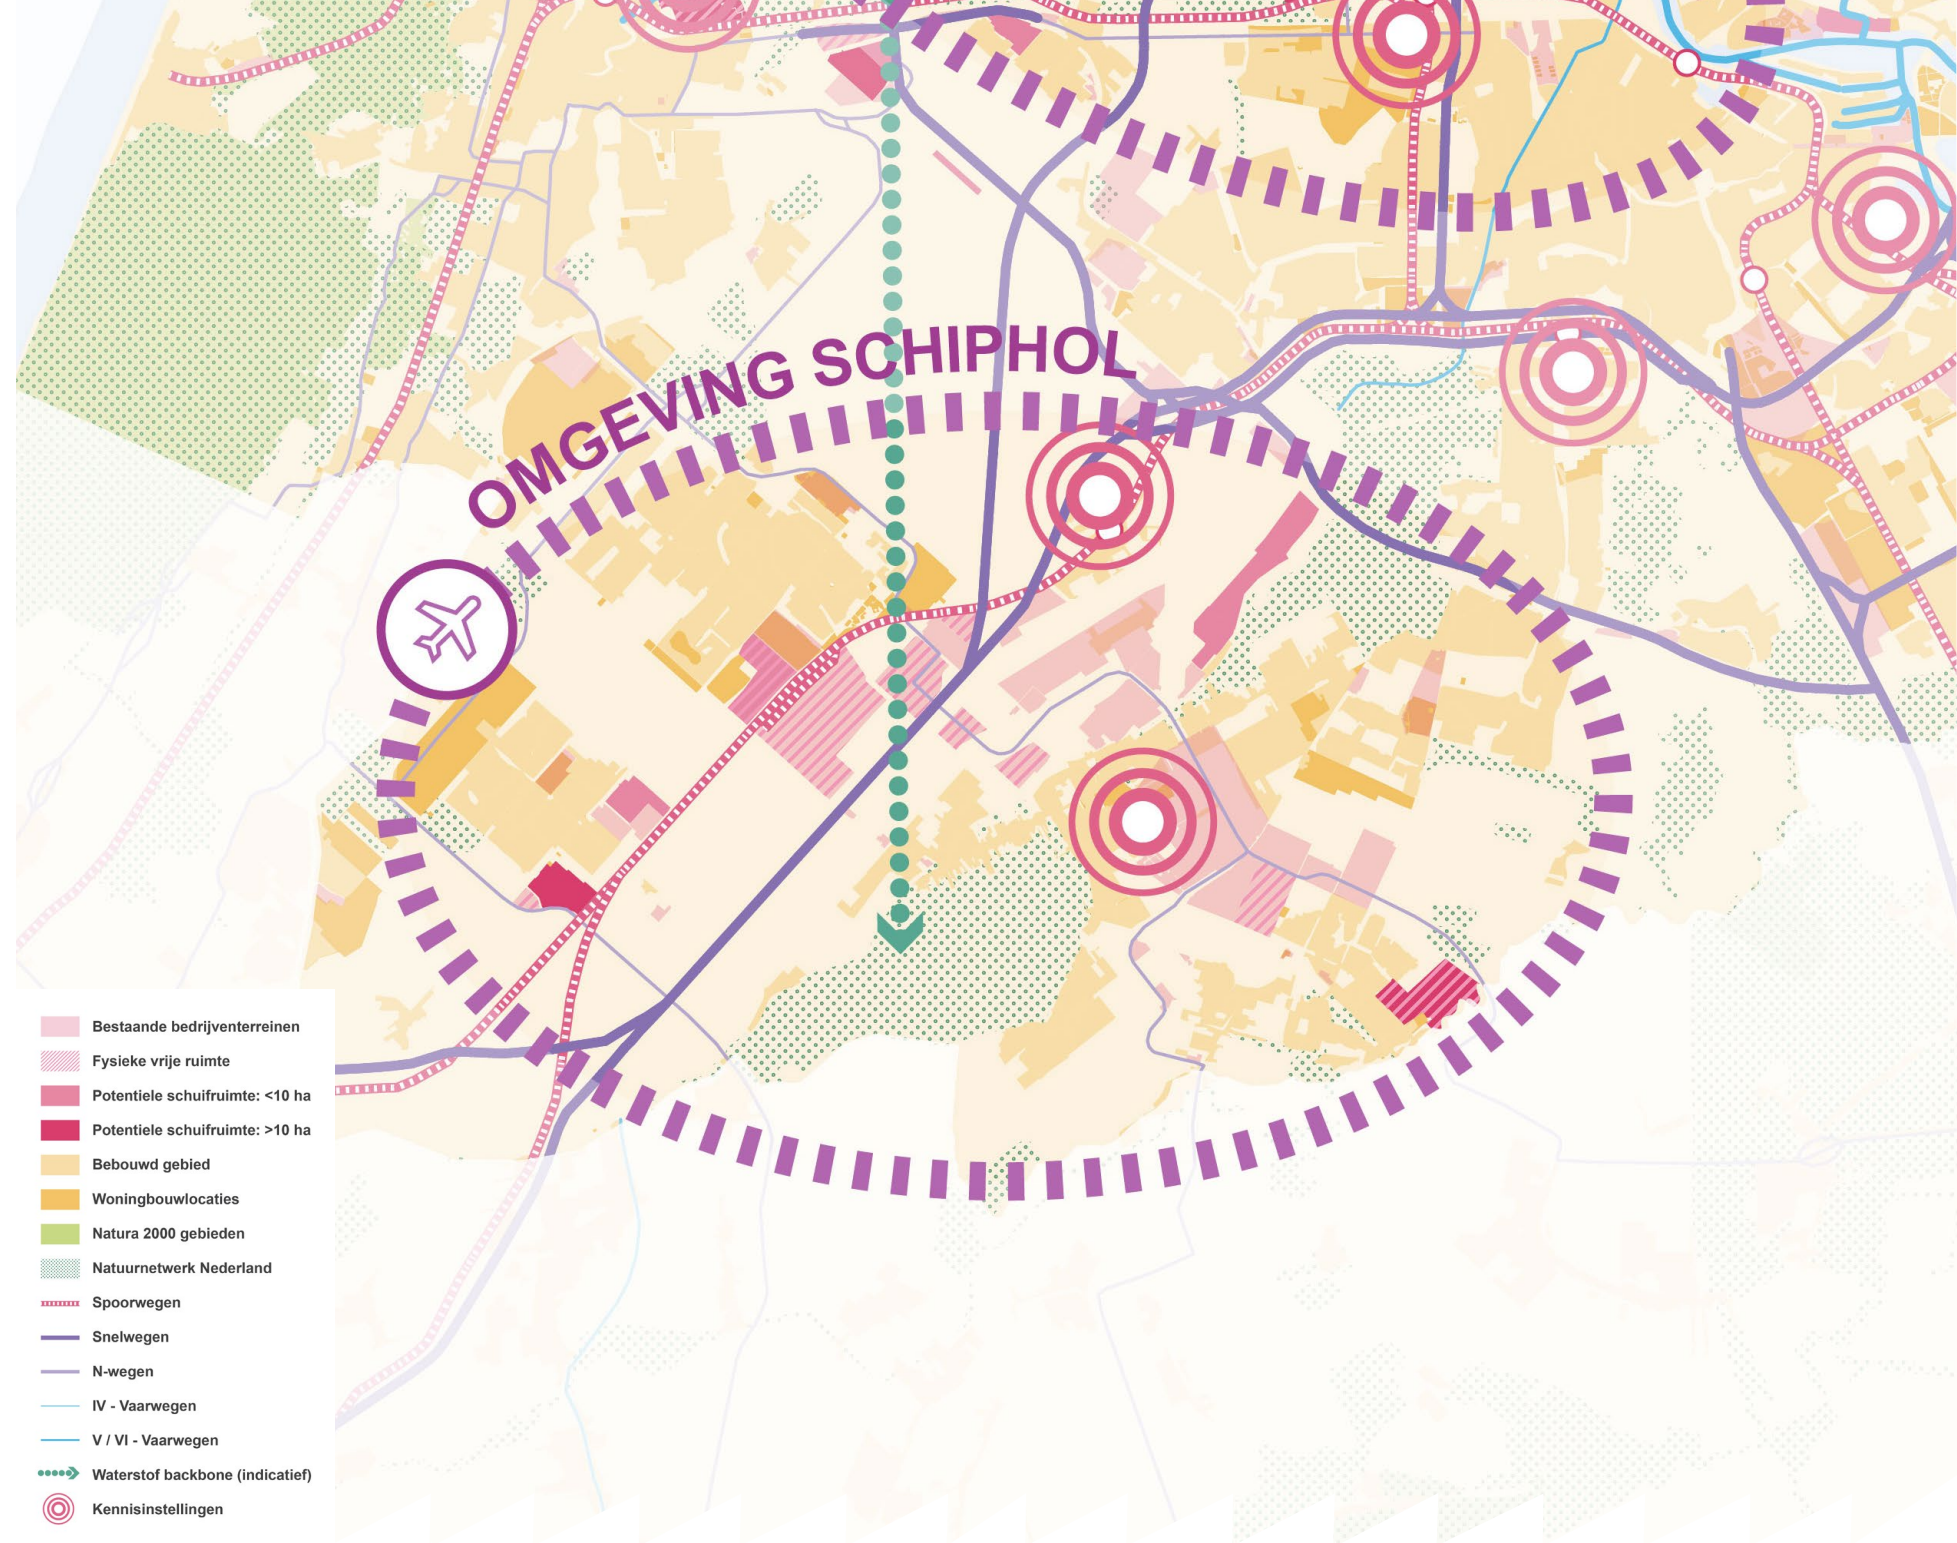 OMGEVING SCHIPHOL
Bestaande bedrijventerreinen
Fysieke vrije ruimte
Potentiele schuifruimte: <10 ha
Potentiele schuifruimte: >10 ha
Bebouwd gebied
Woningbouwlocaties
Natura 2000 gebieden
Natuurnetwerk Nederland
Spoorwegen
Snelwegen
N-wegen
IV - Vaarwegen
V / VI - Vaarwegen
Waterstof backbone (indicatief)
Kennisinstellingen